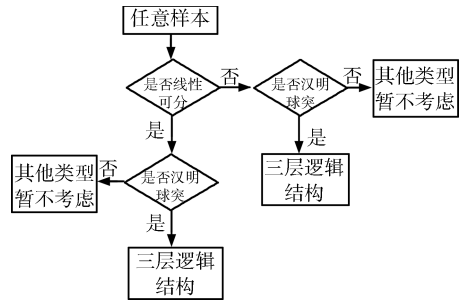 任意样本
是否线性
可分
否
是否汉明
球突
否
其他类型
暂不考虑
是
是
三层逻辑
结构
其他类型
暂不考虑
否
是否汉明
球突
是
三层逻辑
结构